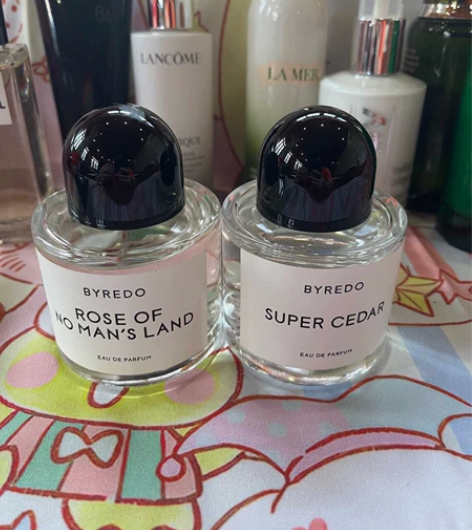 LANCÔME
LA MER
BYREDO
ROSE OF
NO MAN'S LAND
EAU DE PARFUM
BYREDO
SUPER CEDAR
EAU DE PARFUM